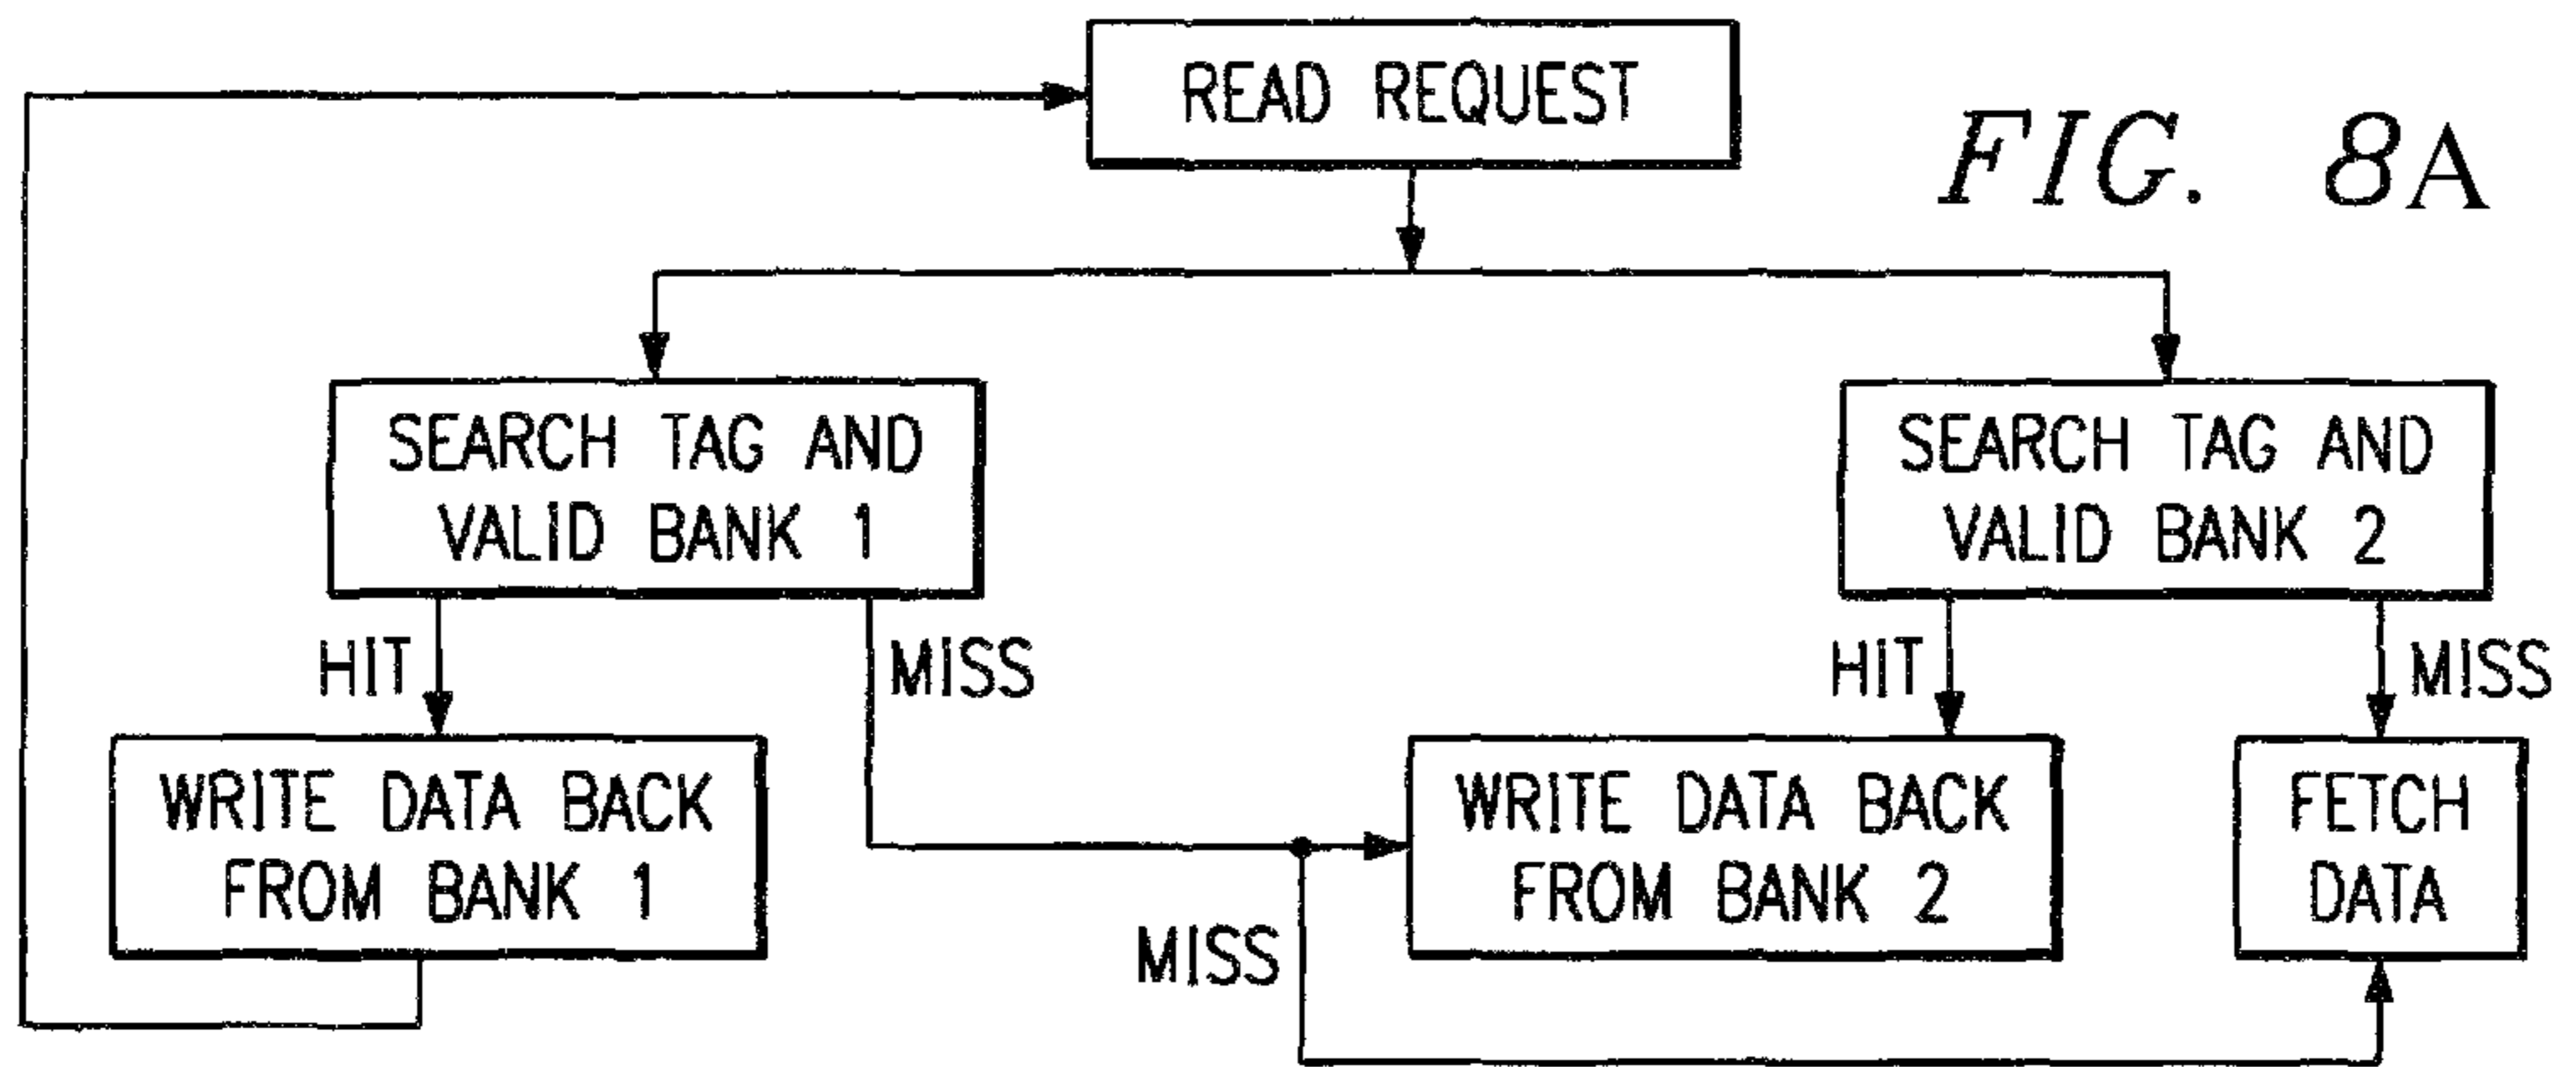 READ REQUEST
FIG. 8A
SEARCH TAG AND
VALID BANK 1
SEARCH TAG AND
VALID BANK 2
HIT
MISS
HIT
MISS
WRITE DATA BACK
FROM BANK 1
WRITE DATA BACK
FROM BANK 2
FETCH
DATA
MISS